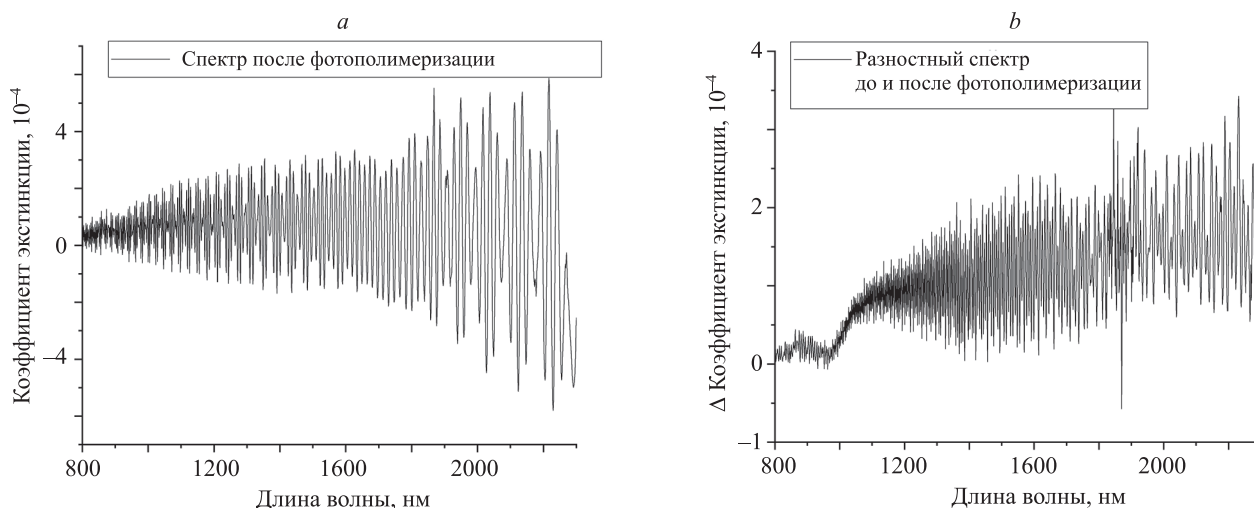 a
Спектр после фотополимеризации
Коэффициент экстинкции, 10⁻⁴
4
0
–4
800
1200
1600
2000
Длина волны, нм
b
Разностный спектр
до и после фотополимеризации
Δ Коэффициент экстинкции, 10⁻⁴
4
2
0
–1
800
1200
1600
2000
Длина волны, нм